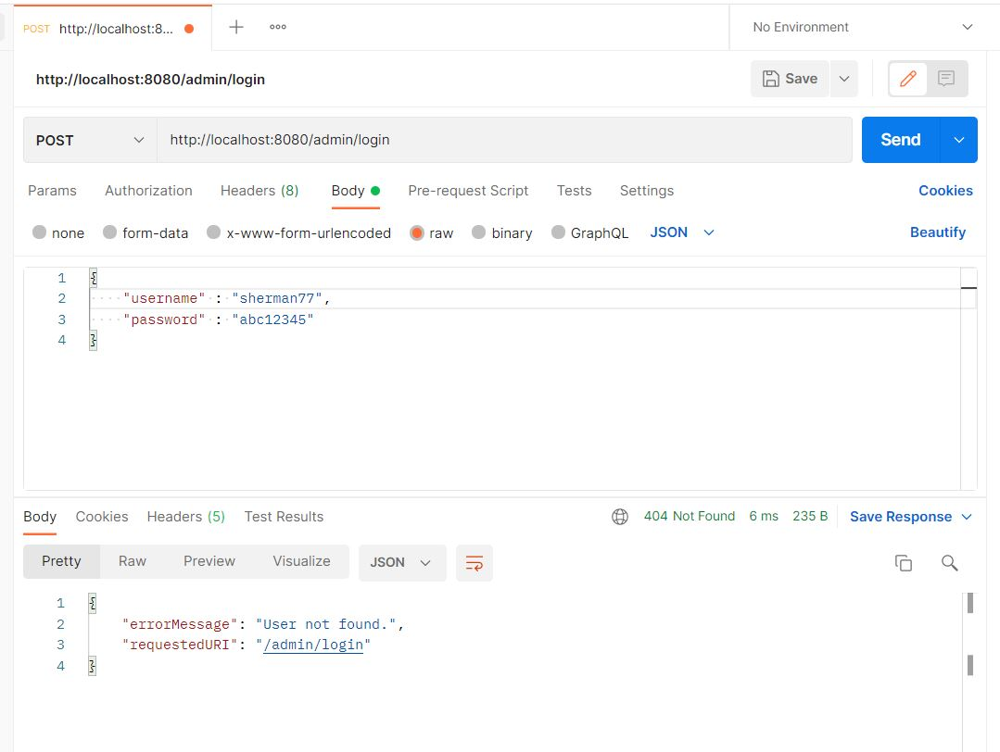 POST http://localhost:8... No Environment
http://localhost:8080/admin/login Save
POST http://localhost:8080/admin/login Send
Params Authorization Headers (8) Body Pre-request Script Tests Settings Cookies
none form-data x-www-form-urlencoded raw binary GraphQL JSON Beautify
1 {
2 "username" : "sherman77",
3 "password" : "abc12345"
4 }
Body Cookies Headers (5) Test Results 404 Not Found 6 ms 235 B Save Response
Pretty Raw Preview Visualize JSON
1 {
2 "errorMessage": "User not found.",
3 "requestedURI": "/admin/login"
4 }